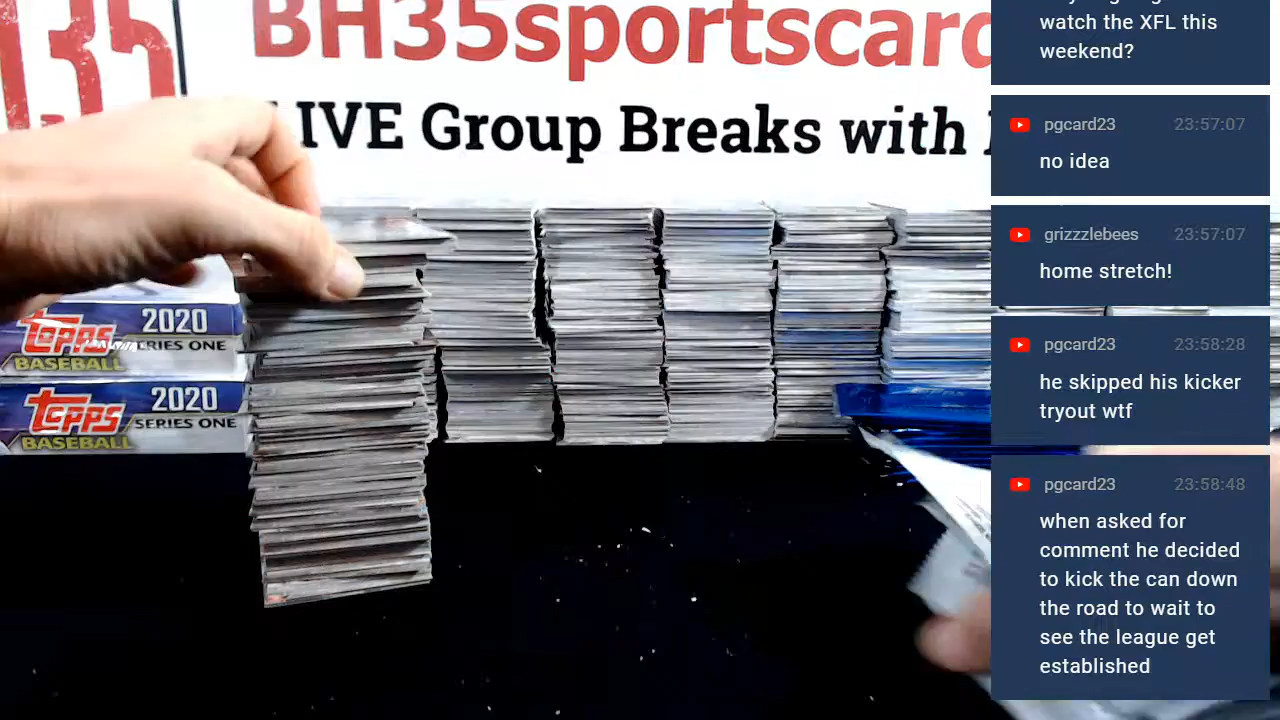 135
BH35sportscard
LIVE Group Breaks with
Topps
2020
SERIES ONE
BASEBALL
Topps
2020
SERIES ONE
BASEBALL
watch the XFL this
weekend?
pgcard23 23:57:07
no idea
grizzzlebees 23:57:07
home stretch!
pgcard23 23:58:28
he skipped his kicker
tryout wtf
pgcard23 23:58:48
when asked for
comment he decided
to kick the can down
the road to wait to
see the league get
established